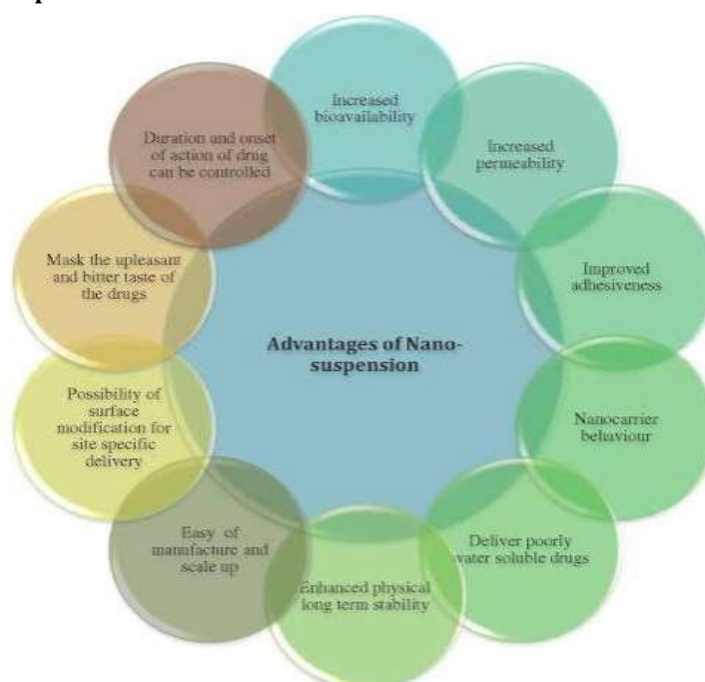 Increased
bioavailability
Increased
permeability
Improved
adhesiveness
Nanocarrier
behaviour
Deliver poorly
water soluble drugs
Enhanced physical
long term stability
Easy of
manufacture and
scale up
Possibility of
surface
modification for
site specific
delivery
Mask the upleasant
and bitter taste of
the drugs
Duration and onset
of action of drug
can be controlled
Advantages of Nano-
suspension